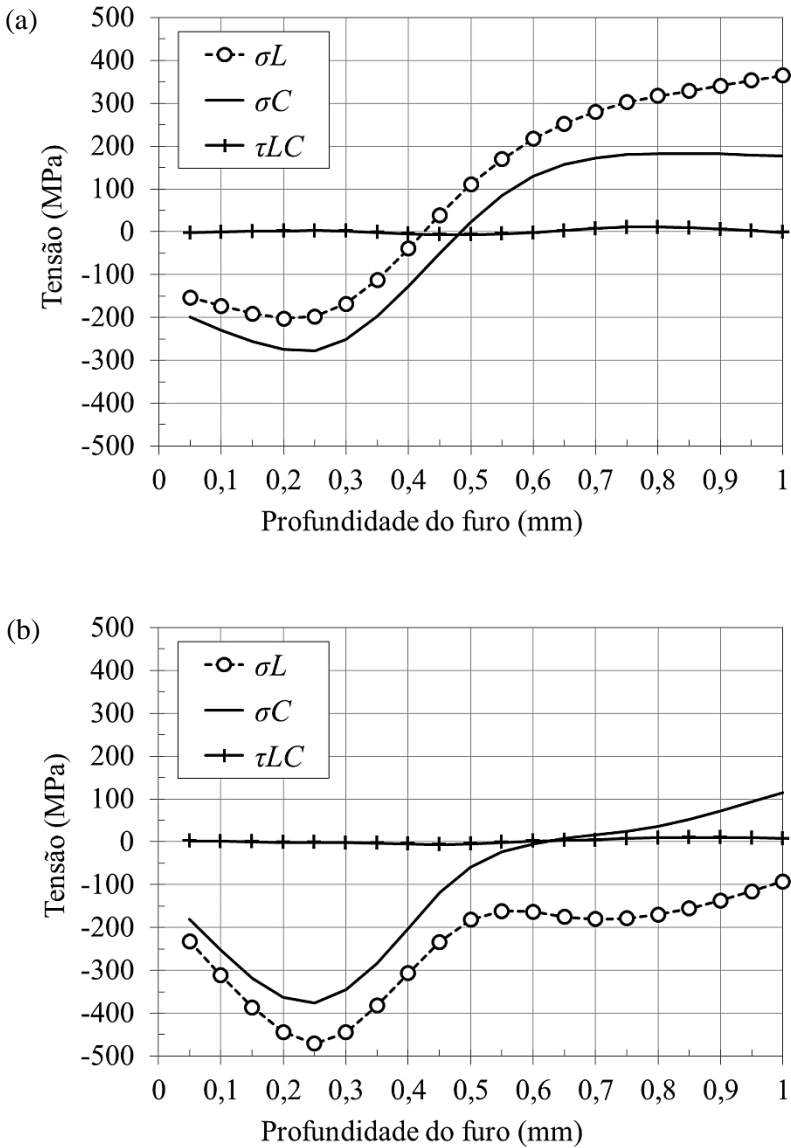 (a)
500
400
300
200
100
0
-100
-200
-300
-400
-500
Tensão (MPa)
σL
σC
τLC
0 0,1 0,2 0,3 0,4 0,5 0,6 0,7 0,8 0,9 1
Profundidade do furo (mm)
(b)
500
400
300
200
100
0
-100
-200
-300
-400
-500
Tensão (MPa)
σL
σC
τLC
0 0,1 0,2 0,3 0,4 0,5 0,6 0,7 0,8 0,9 1
Profundidade do furo (mm)